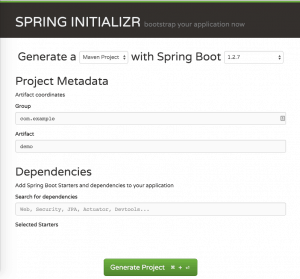 SPRING INITIALIZR bootstrap your application now
Generate a Maven Project with Spring Boot 1.2.7
Project Metadata
Artifact coordinates
Group
com.example
Artifact
demo
Dependencies
Add Spring Boot Starters and dependencies to your application
Search for dependencies
Web, Security, JPA, Actuator, Devtools...
Selected Starters
Generate Project ⌘ + ⏎